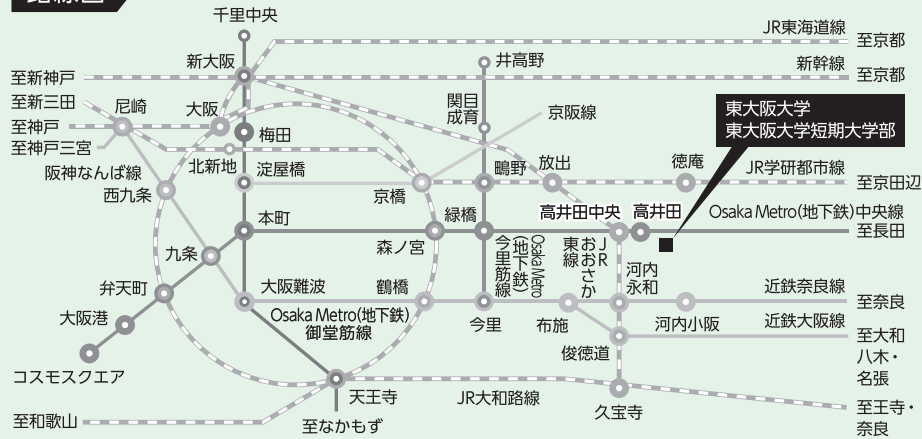 路線図
千里中央
JR東海道線
至京都
新大阪
井高野
新幹線
至新神戸
至京都
至新三田
尼崎
大阪
関目
成育
京阪線
東大阪大学
東大阪大学短期大学部
至神戸
梅田
至神戸三宮
北新地
淀屋橋
鴫野
放出
徳庵
JR学研都市線
阪神なんば線
西九条
京橋
至京田辺
本町
緑橋
高井田中央
高井田
Osaka Metro(地下鉄)中央線
至長田
森ノ宮
九条
Osaka Metro
(地下鉄)
今里筋線
JR
おおさか
東線
河内
永和
弁天町
大阪難波
鶴橋
近鉄奈良線
至奈良
大阪港
Osaka Metro(地下鉄)
御堂筋線
今里
布施
河内小阪
近鉄大阪線
至大和
八木・
名張
俊徳道
コスモスクエア
天王寺
JR大和路線
久宝寺
至王寺・
奈良
至和歌山
至なかもず